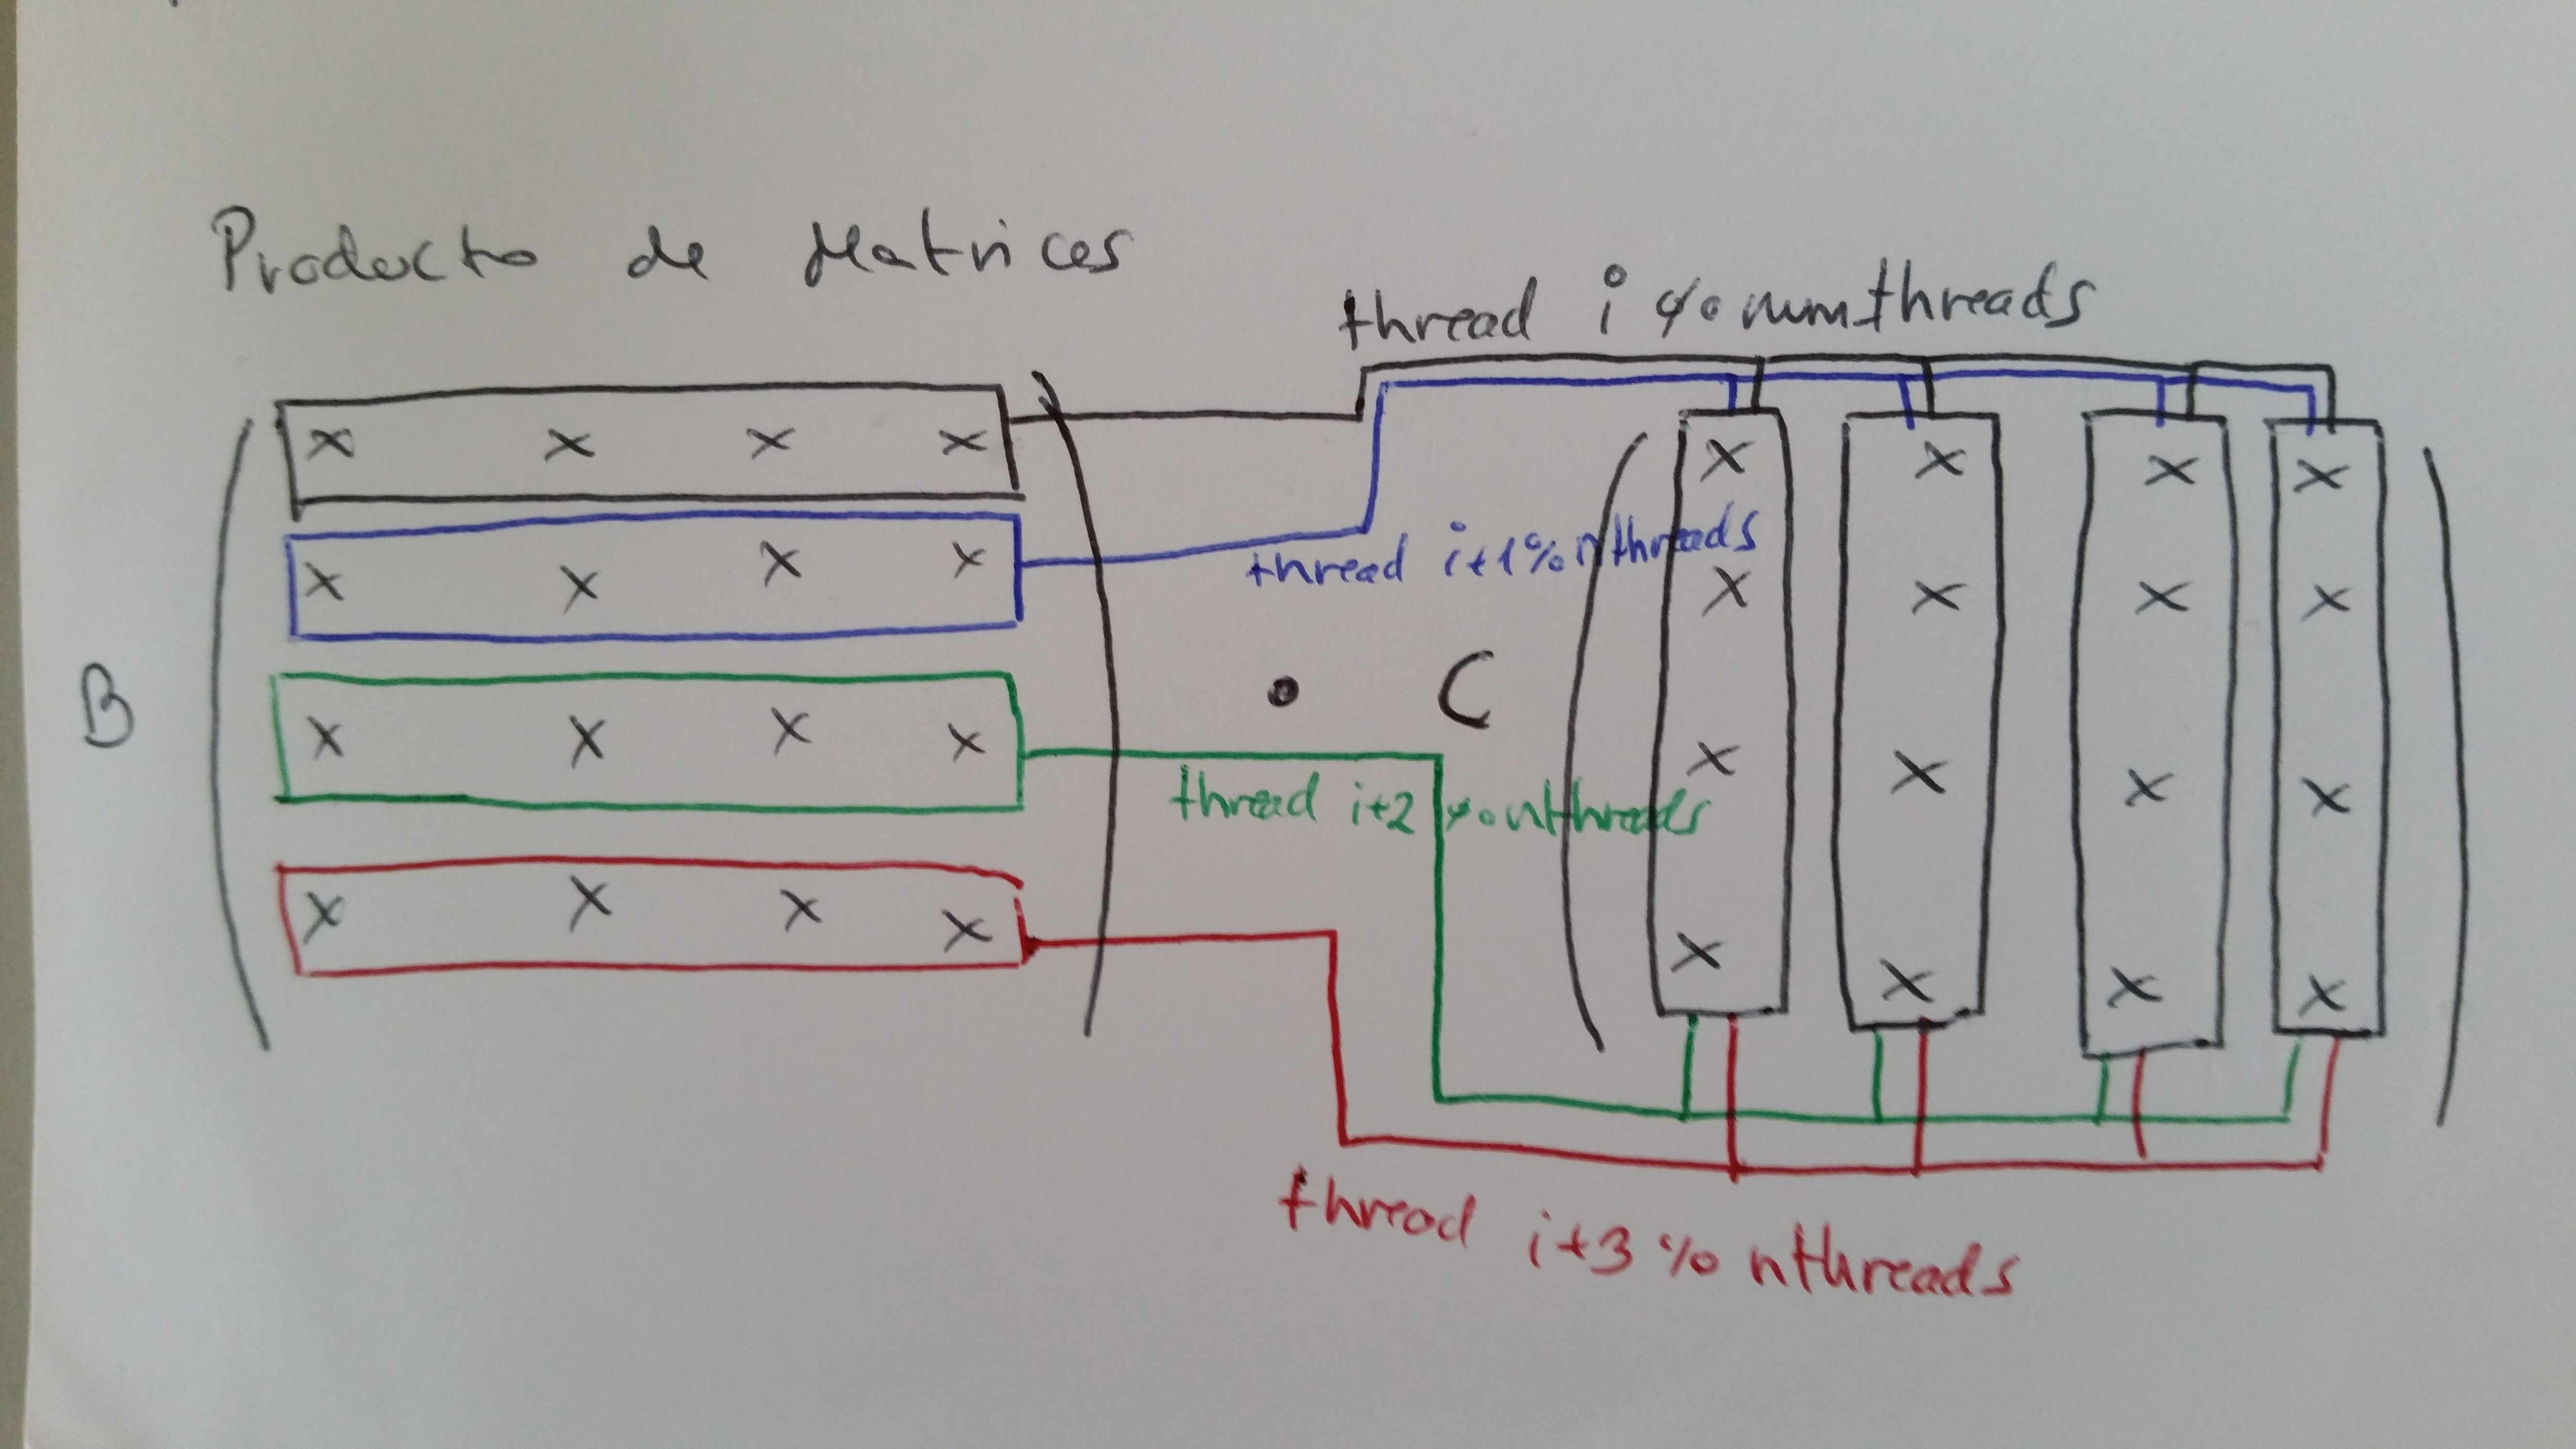 Producto de Matrices
thread i % numthreads
x x x x
x x x x
thread i+1 % nthreads
x x x x
x x x x
B
• C
x x x x
thread i+2 % nthreads
x x x x
x x x x
x x x x
thread i+3 % nthreads